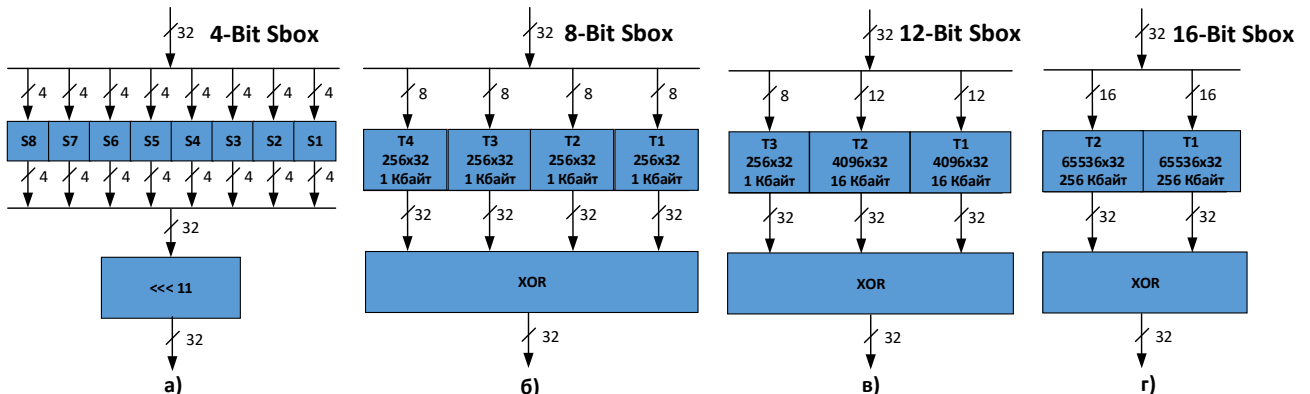 32 4-Bit Sbox
4 4 4 4 4 4 4 4
S8 S7 S6 S5 S4 S3 S2 S1
4 4 4 4 4 4 4 4
32
<<< 11
32
а)
32 8-Bit Sbox
8 8 8 8
T4 T3 T2 T1
256x32 256x32 256x32 256x32
1 Кбайт 1 Кбайт 1 Кбайт 1 Кбайт
32 32 32 32
XOR
32
б)
32 12-Bit Sbox
8 12 12
T3 T2 T1
256x32 4096x32 4096x32
1 Кбайт 16 Кбайт 16 Кбайт
32 32 32
XOR
32
в)
32 16-Bit Sbox
16 16
T2 T1
65536x32 65536x32
256 Кбайт 256 Кбайт
32 32
XOR
32
г)